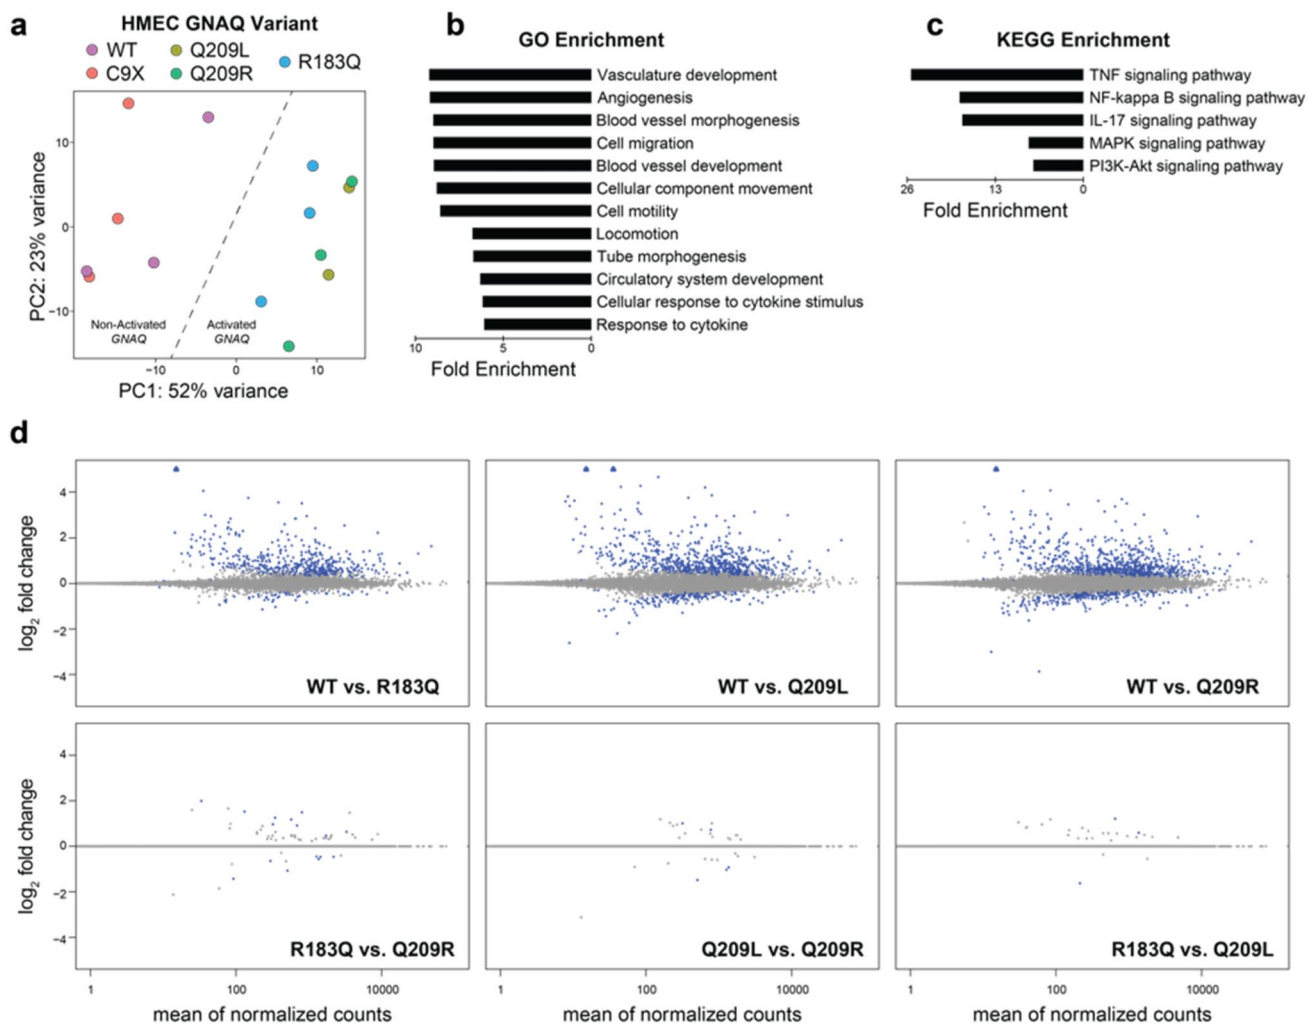 a
HMEC GNAQ Variant
WT
C9X
Q209L
Q209R
R183Q
10
0
−10
PC2: 23% variance
Non-Activated
GNAQ
Activated
GNAQ
−10
0
10
PC1: 52% variance
b
GO Enrichment
Vasculature development
Angiogenesis
Blood vessel morphogenesis
Cell migration
Blood vessel development
Cellular component movement
Cell motility
Locomotion
Tube morphogenesis
Circulatory system development
Cellular response to cytokine stimulus
Response to cytokine
10
5
0
Fold Enrichment
c
KEGG Enrichment
TNF signaling pathway
NF-kappa B signaling pathway
IL-17 signaling pathway
MAPK signaling pathway
PI3K-Akt signaling pathway
26
13
0
Fold Enrichment
d
log2 fold change
4
2
0
−2
−4
WT vs. R183Q
WT vs. Q209L
WT vs. Q209R
log2 fold change
4
2
0
−2
−4
R183Q vs. Q209R
Q209L vs. Q209R
R183Q vs. Q209L
1
100
10000
1
100
10000
1
100
10000
mean of normalized counts
mean of normalized counts
mean of normalized counts